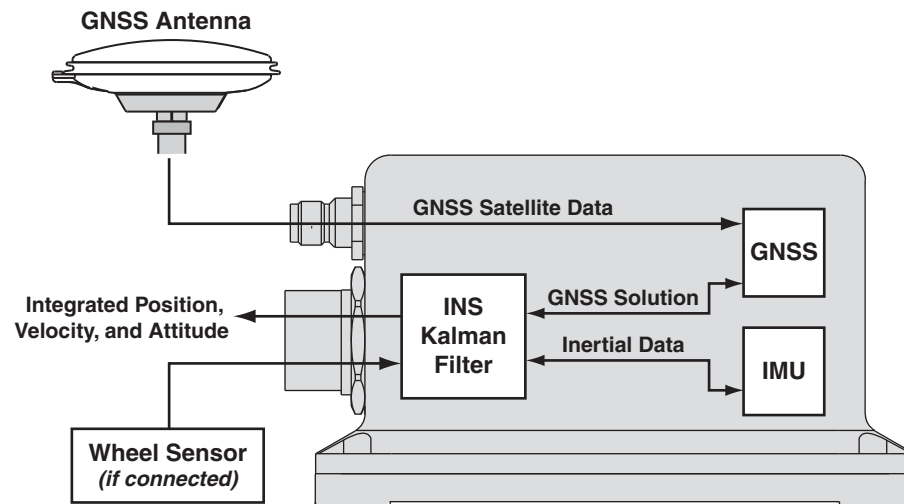 GNSS Antenna
GNSS Satellite Data
GNSS
Integrated Position,
Velocity, and Attitude
INS
Kalman
Filter
GNSS Solution
Inertial Data
IMU
Wheel Sensor
(if connected)